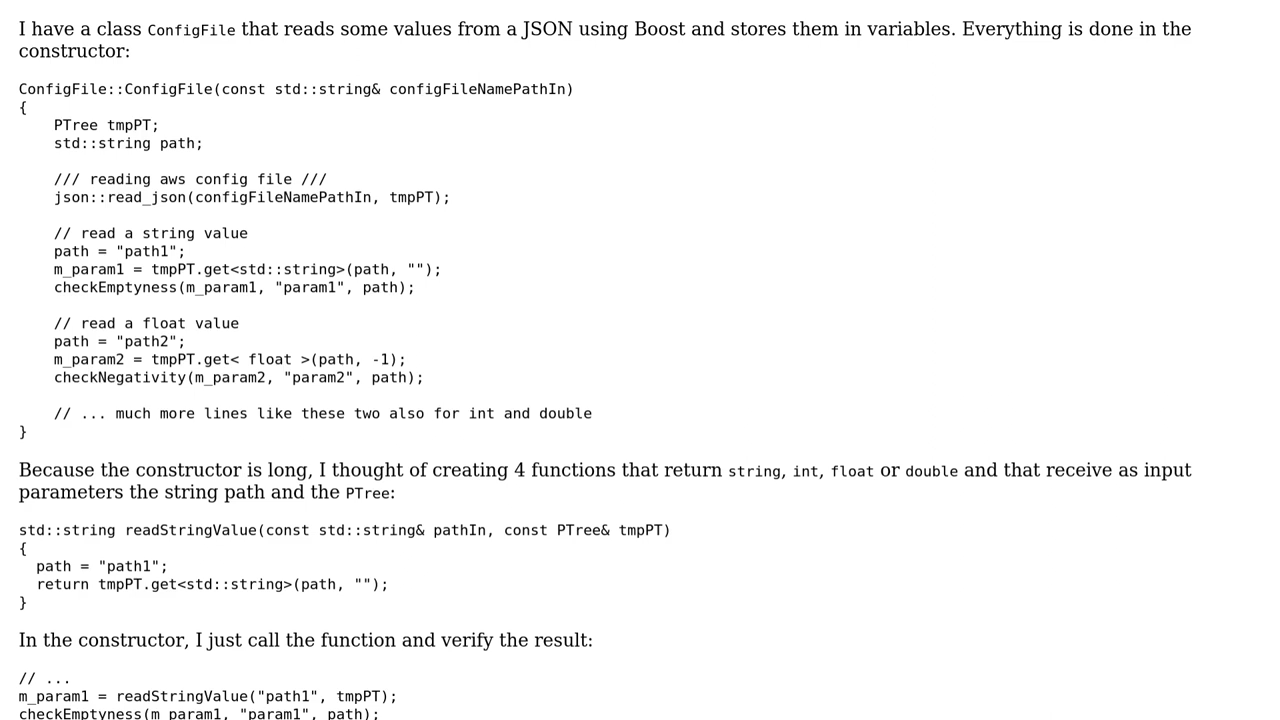 I have a class ConfigFile that reads some values from a JSON using Boost and stores them in variables. Everything is done in the
constructor:
ConfigFile::ConfigFile(const std::string& configFileNamePathIn)
{
    PTree tmpPT;
    std::string path;
    /// reading aws config file ///
    json::read_json(configFileNamePathIn, tmpPT);
    // read a string value
    path = "path1";
    m_param1 = tmpPT.get<std::string>(path, "");
    checkEmptyness(m_param1, "param1", path);
    // read a float value
    path = "path2";
    m_param2 = tmpPT.get< float >(path, -1);
    checkNegativity(m_param2, "param2", path);
    // ... much more lines like these two also for int and double
}
Because the constructor is long, I thought of creating 4 functions that return string, int, float or double and that receive as input
parameters the string path and the PTree:
std::string readStringValue(const std::string& pathIn, const PTree& tmpPT)
{
  path = "path1";
  return tmpPT.get<std::string>(path, "");
}
In the constructor, I just call the function and verify the result:
// ...
m_param1 = readStringValue("path1", tmpPT);
checkEmptyness(m_param1, "param1", path);